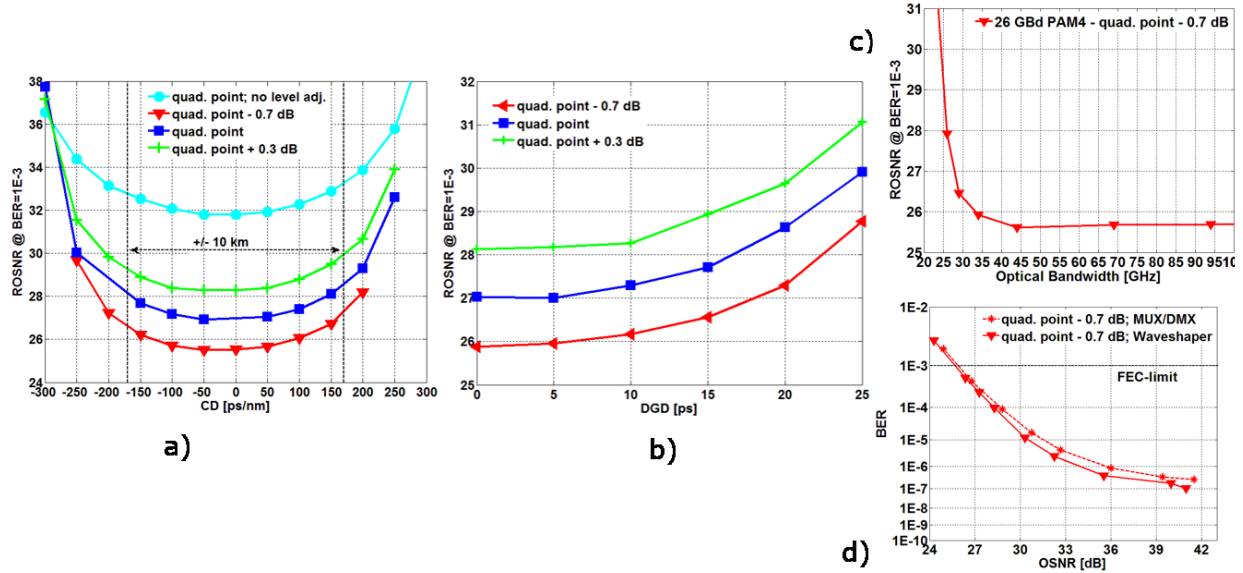 38
36
34
32
30
28
26
24
ROSNR @ BER=1E-3
quad. point; no level adj.
quad. point - 0.7 dB
quad. point
quad. point + 0.3 dB
+/- 10 km
-300 -250 -200 -150 -100 -50 0 50 100 150 200 250 300
CD [ps/nm]
a)
32
31
30
29
28
27
26
25
ROSNR @ BER=1E-3
quad. point - 0.7 dB
quad. point
quad. point + 0.3 dB
0 5 10 15 20 25
DGD [ps]
b)
c)
31
30
29
28
27
26
25
ROSNR @ BER=1E-3
26 GBd PAM4 - quad. point - 0.7 dB
20 25 30 35 40 45 50 55 60 65 70 75 80 85 90 95 10
Optical Bandwidth [GHz]
1E-2
1E-3
1E-4
1E-5
1E-6
1E-7
1E-8
1E-9
1E-10
BER
quad. point - 0.7 dB; MUX/DMX
quad. point - 0.7 dB; Waveshaper
FEC-limit
24 27 30 33 36 39 42
OSNR [dB]
d)